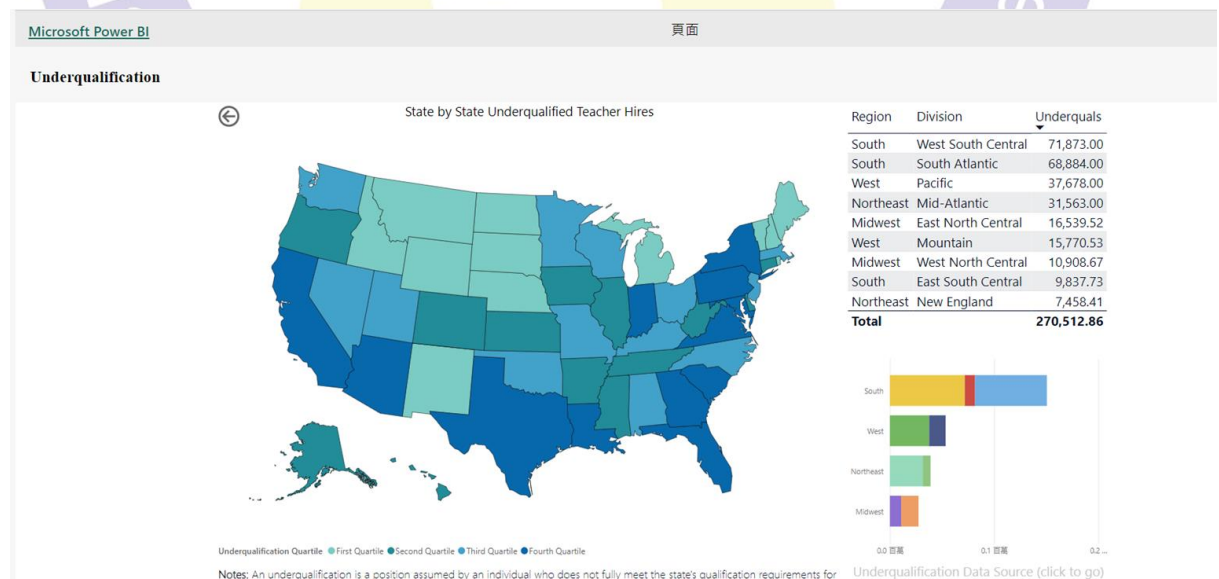 Microsoft Power BI
頁面
Underqualification
State by State Underqualified Teacher Hires
Region Division Underquals
South West South Central 71,873.00
South South Atlantic 68,884.00
West Pacific 37,678.00
Northeast Mid-Atlantic 31,563.00
Midwest East North Central 16,539.52
West Mountain 15,770.53
Midwest West North Central 10,908.67
South East South Central 9,837.73
Northeast New England 7,458.41
Total 270,512.86
South
West
Northeast
Midwest
0.0 百萬 0.1 百萬 0.2 ...
Underqualification Quartile First Quartile Second Quartile Third Quartile Fourth Quartile
Notes: An underqualification is a position assumed by an individual who does not fully meet the state's qualification requirements for
Underqualification Data Source (click to go)